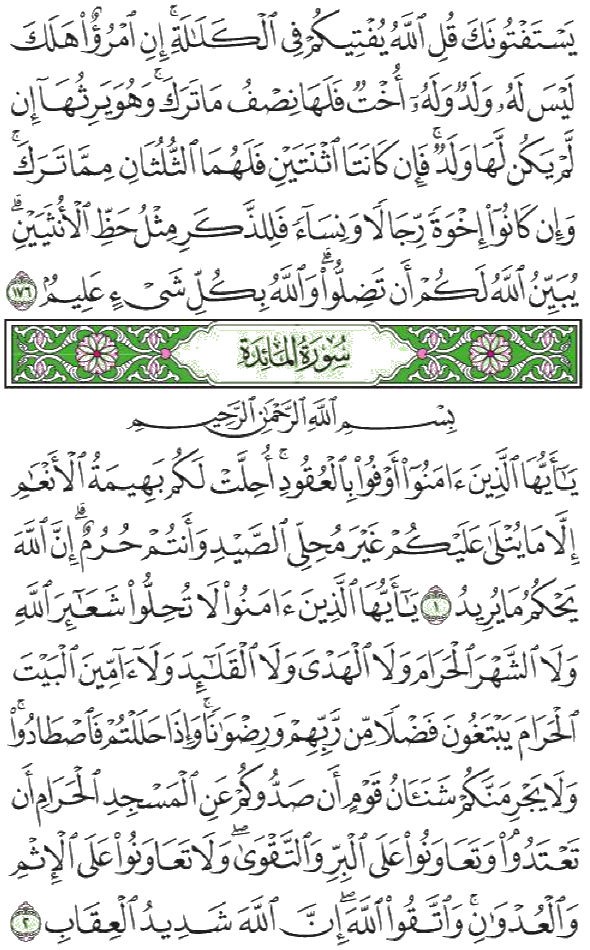 يَسۡتَفۡتُونَكَ قُلِ ٱللَّهُ يُفۡتِيكُمۡ فِي ٱلۡكَلَٰلَةِۚ إِنِ ٱمۡرُؤٌاْ هَلَكَ
لَيۡسَ لَهُۥ وَلَدٞ وَلَهُۥٓ أُخۡتٞ فَلَهَا نِصۡفُ مَا تَرَكَۚ وَهُوَ يَرِثُهَآ إِن
لَّمۡ يَكُن لَّهَا وَلَدٞۚ فَإِن كَانَتَا ٱثۡنَتَيۡنِ فَلَهُمَا ٱلثُّلُثَانِ مِمَّا تَرَكَۚ
وَإِن كَانُوٓاْ إِخۡوَةٗ رِّجَالٗا وَنِسَآءٗ فَلِلذَّكَرِ مِثۡلُ حَظِّ ٱلۡأُنثَيَيۡنِۗ
يُبَيِّنُ ٱللَّهُ لَكُمۡ أَن تَضِلُّواْۗ وَٱللَّهُ بِكُلِّ شَيۡءٍ عَلِيمُۢ ١٧٦
سُورَةُ المَائِدَةِ
بِسۡمِ ٱللَّهِ ٱلرَّحۡمَٰنِ ٱلرَّحِيمِ
يَٰٓأَيُّهَا ٱلَّذِينَ ءَامَنُوٓاْ أَوۡفُواْ بِٱلۡعُقُودِۚ أُحِلَّتۡ لَكُم بَهِيمَةُ ٱلۡأَنۡعَٰمِ
إِلَّا مَا يُتۡلَىٰ عَلَيۡكُمۡ غَيۡرَ مُحِلِّي ٱلصَّيۡدِ وَأَنتُمۡ حُرُمٌۗ إِنَّ ٱللَّهَ
يَحۡكُمُ مَا يُرِيدُ ١ يَٰٓأَيُّهَا ٱلَّذِينَ ءَامَنُواْ لَا تُحِلُّواْ شَعَٰٓئِرَ ٱللَّهِ
وَلَا ٱلشَّهۡرَ ٱلۡحَرَامَ وَلَا ٱلۡهَدۡيَ وَلَا ٱلۡقَلَٰٓئِدَ وَلَآ ءَآمِّينَ ٱلۡبَيۡتَ
ٱلۡحَرَامَ يَبۡتَغُونَ فَضۡلٗا مِّن رَّبِّهِمۡ وَرِضۡوَٰنٗاۚ وَإِذَا حَلَلۡتُمۡ فَٱصۡطَادُواْۚ
وَلَا يَجۡرِمَنَّكُمۡ شَنَـَٔانُ قَوۡمٍ أَن صَدُّوكُمۡ عَنِ ٱلۡمَسۡجِدِ ٱلۡحَرَامِ أَن
تَعۡتَدُواْۘ وَتَعَاوَنُواْ عَلَى ٱلۡبِرِّ وَٱلتَّقۡوَىٰۖ وَلَا تَعَاوَنُواْ عَلَى ٱلۡإِثۡمِ
وَٱلۡعُدۡوَٰنِۚ وَٱتَّقُواْ ٱللَّهَۖ إِنَّ ٱللَّهَ شَدِيدُ ٱلۡعِقَابِ ٢